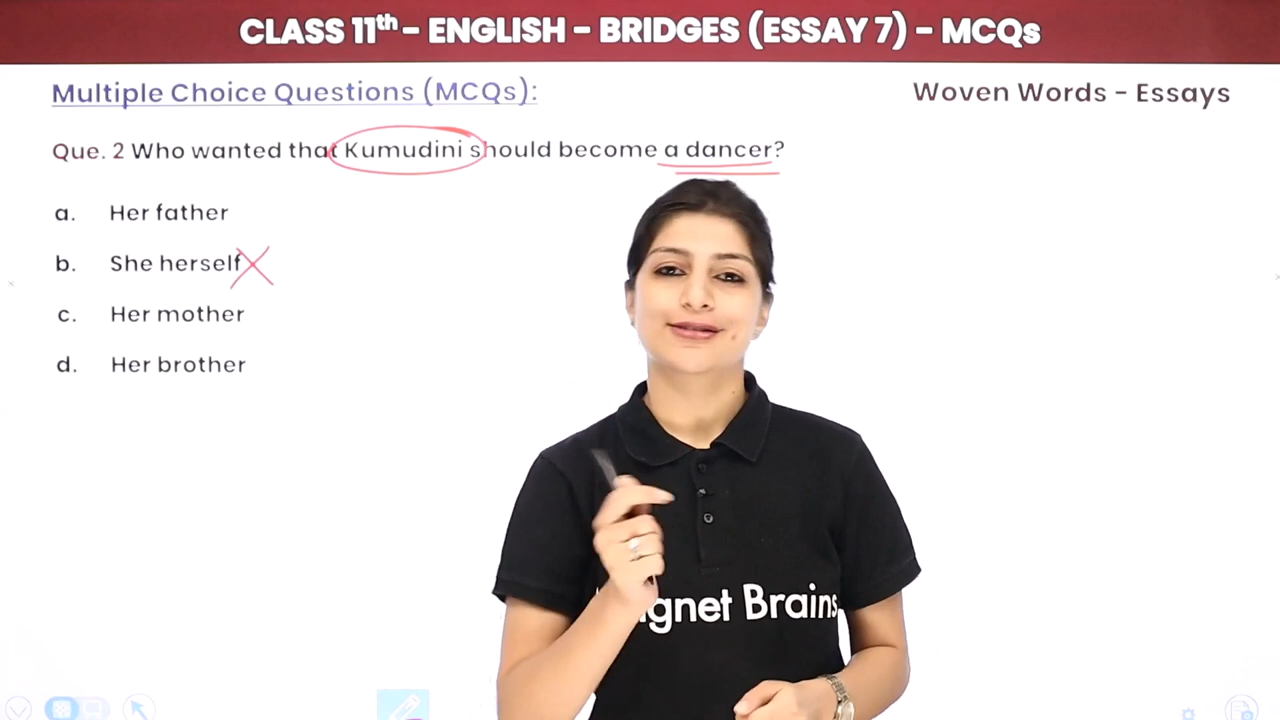 CLASS 11th - ENGLISH - BRIDGES (ESSAY 7) - MCQs
Multiple Choice Questions (MCQs):
Woven Words - Essays
Que. 2 Who wanted that Kumudini should become a dancer?
a. Her father
b. She herself
c. Her mother
d. Her brother
Brains